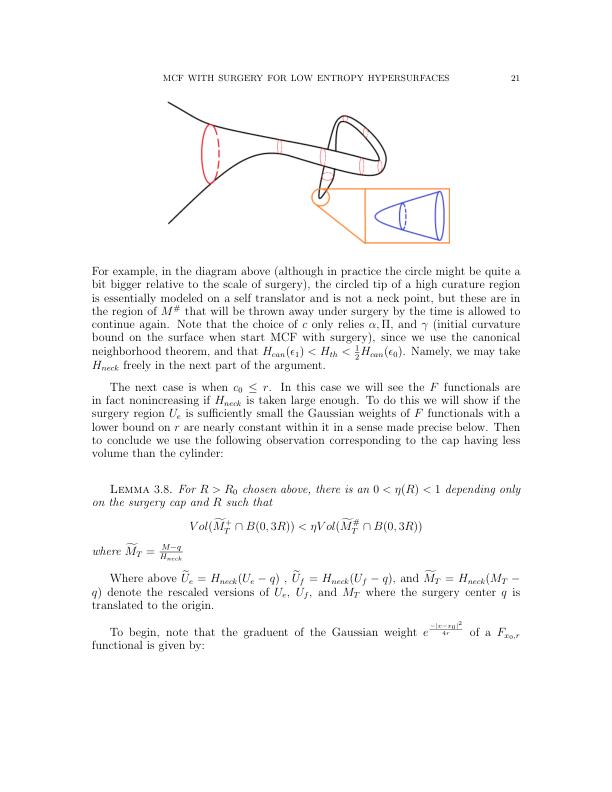 MCF WITH SURGERY FOR LOW ENTROPY HYPERSURFACES 21
For example, in the diagram above (although in practice the circle might be quite a
bit bigger relative to the scale of surgery), the circled tip of a high curature region
is essentially modeled on a self translator and is not a neck point, but these are in
the region of M^# that will be thrown away under surgery by the time is allowed to
continue again. Note that the choice of c only relies α, Π, and γ (initial curvature
bound on the surface when start MCF with surgery), since we use the canonical
neighborhood theorem, and that H_{can}(ϵ_1) < H_{th} < \frac{1}{2}H_{can}(ϵ_0). Namely, we may take
H_{neck} freely in the next part of the argument.
The next case is when c_0 ≤ r. In this case we will see the F functionals are
in fact nonincreasing if H_{neck} is taken large enough. To do this we will show if the
surgery region U_e is sufficiently small the Gaussian weights of F functionals with a
lower bound on r are nearly constant within it in a sense made precise below. Then
to conclude we use the following observation corresponding to the cap having less
volume than the cylinder:
Lemma 3.8. For R > R_0 chosen above, there is an 0 < η(R) < 1 depending only
on the surgery cap and R such that
Vol(\widetilde{M}_T^+ ∩ B(0, 3R)) < ηVol(\widetilde{M}_T^# ∩ B(0, 3R))
where \widetilde{M}_T = \frac{M−q}{H_{neck}}
Where above \widetilde{U}_e = H_{neck}(U_e − q) , \widetilde{U}_f = H_{neck}(U_f − q), and \widetilde{M}_T = H_{neck}(M_T −
q) denote the rescaled versions of U_e, U_f, and M_T where the surgery center q is
translated to the origin.
To begin, note that the graduent of the Gaussian weight e^{\frac{−|x−x_0|^2}{4r}} of a F_{x_0,r}
functional is given by: